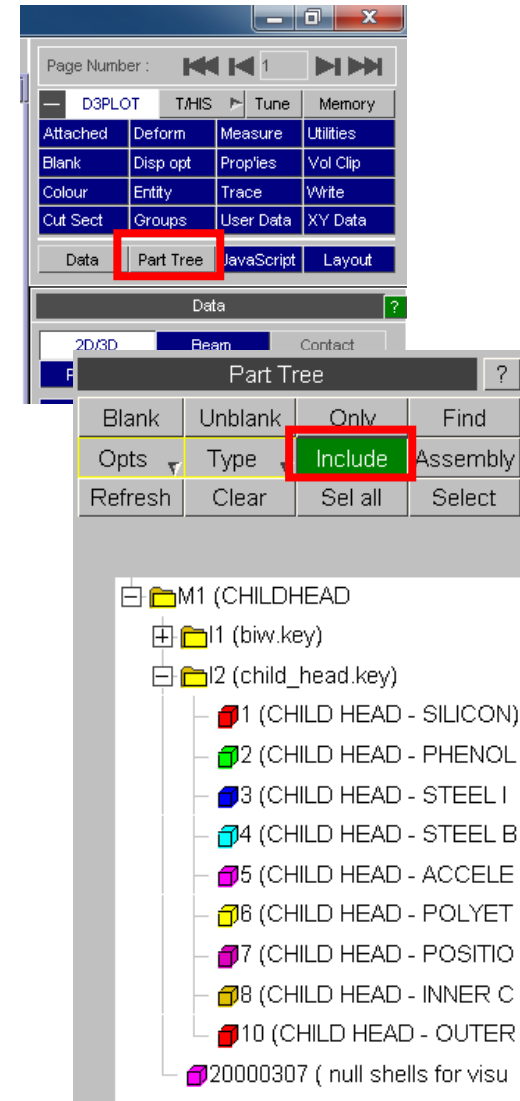 Page Number : 1
D3PLOT T/HIS Tune Memory
Attached Deform Measure Utilities
Blank Disp opt Prop'ies Vol Clip
Colour Entity Trace Write
Cut Sect Groups User Data XY Data
Data Part Tree JavaScript Layout
Data ?
2D/3D Beam Contact
Part Tree ?
Blank Unblank Only Find
Opts Type Include Assembly
Refresh Clear Sel all Select
M1 (CHILDHEAD
I1 (biw.key)
I2 (child_head.key)
1 (CHILD HEAD - SILICON)
2 (CHILD HEAD - PHENOL
3 (CHILD HEAD - STEEL I
4 (CHILD HEAD - STEEL B
5 (CHILD HEAD - ACCELE
6 (CHILD HEAD - POLYET
7 (CHILD HEAD - POSITIO
8 (CHILD HEAD - INNER C
10 (CHILD HEAD - OUTER
20000307 ( null shells for visu